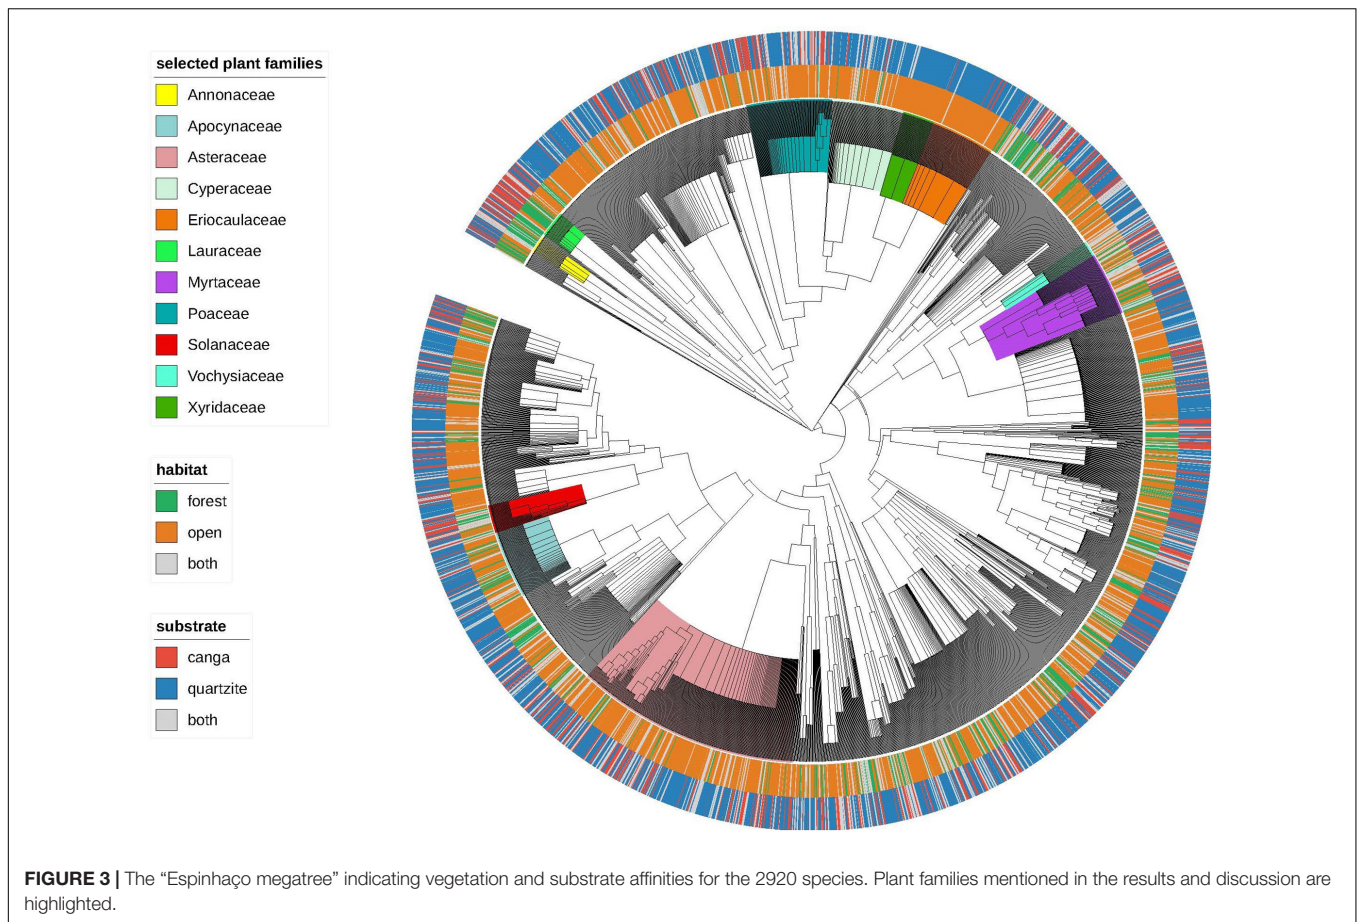 selected plant families
Annonaceae
Apocynaceae
Asteraceae
Cyperaceae
Eriocaulaceae
Lauraceae
Myrtaceae
Poaceae
Solanaceae
Vochysiaceae
Xyridaceae
habitat
forest
open
both
substrate
canga
quartzite
both
FIGURE 3 | The “Espinhaço megatree” indicating vegetation and substrate affinities for the 2920 species. Plant families mentioned in the results and discussion are
highlighted.